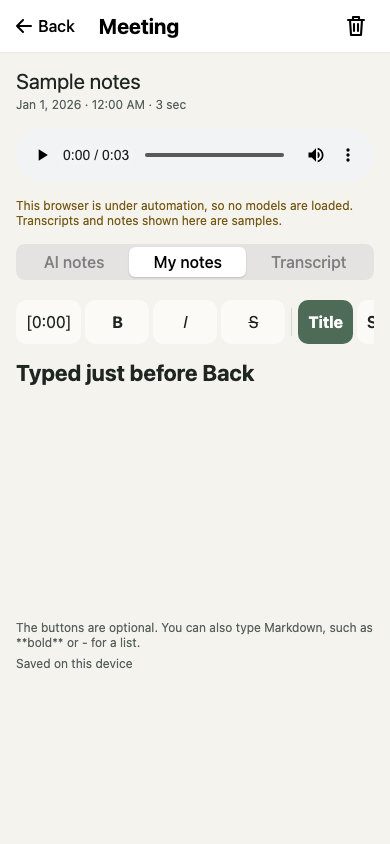 Back Meeting
Sample notes
Jan 1, 2026 · 12:00 AM · 3 sec
0:00 / 0:03
This browser is under automation, so no models are loaded.
Transcripts and notes shown here are samples.
AI notes My notes Transcript
[0:00] B I S Title
Typed just before Back
The buttons are optional. You can also type Markdown, such as
**bold** or - for a list.
Saved on this device